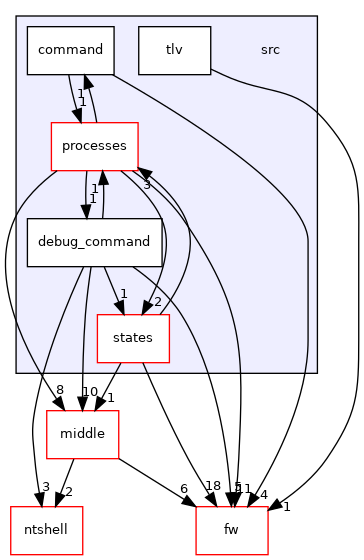 command
tlv
src
1
1
processes
3
1
1
debug_command
1
2
states
8
10
1
middle
6
18
11
4
1
3
2
ntshell
fw